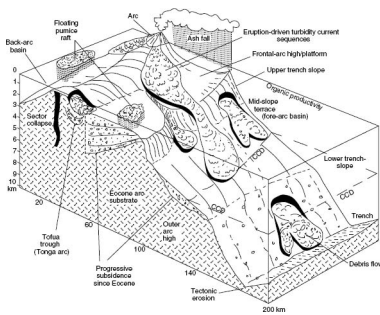 Floating
pumice
raft
Arc
Ash fall
Eruption-driven turbidity current
sequences
Frontal-arc high/platform
Upper trench slope
Back-arc
basin
Organic productivity
Mid-slope
terrace
(fore-arc basin)
0
1
2
3
4
5
6
7
8
9
10
km
Sector
collapse
CCD
Lower trench-
slope
CCD
CCD
Trench
Eocene arc
substrate
20
60
100
140
200 km
Outer
arc
high
Tofua
trough
(Tonga arc)
Progressive
subsidence
since Eocene
Tectonic
erosion
Debris flow